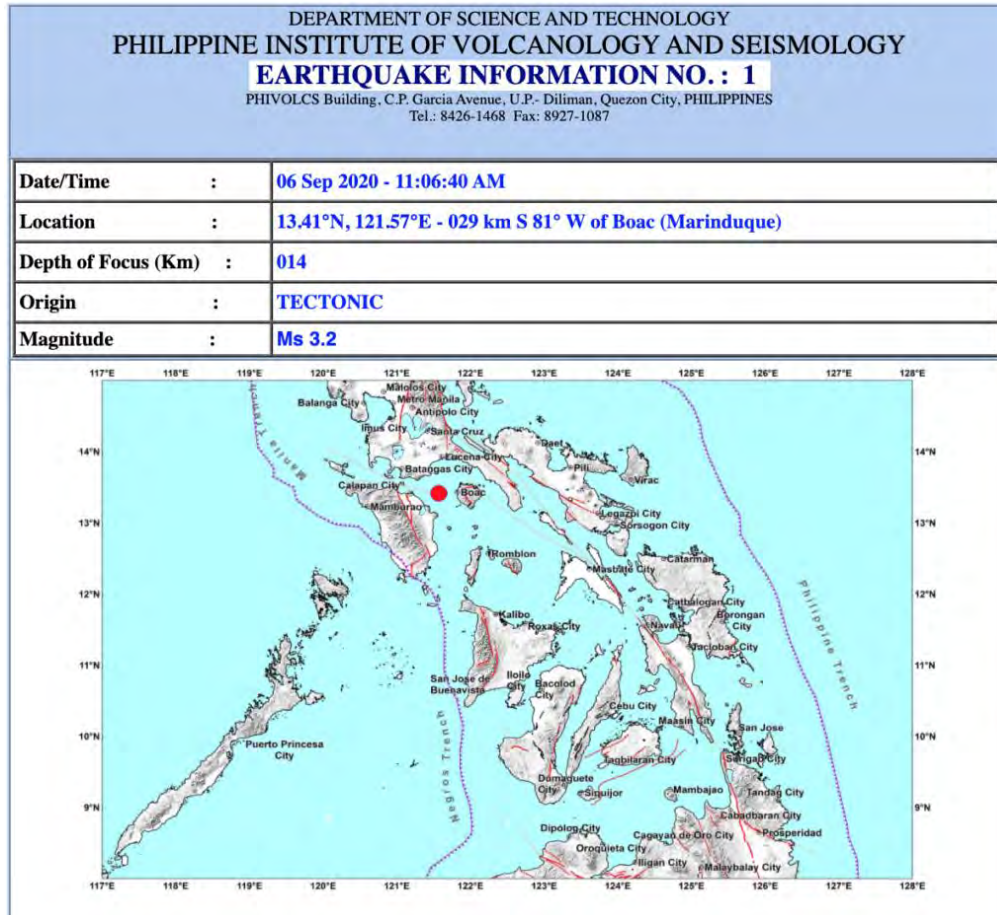 DEPARTMENT OF SCIENCE AND TECHNOLOGY
PHILIPPINE INSTITUTE OF VOLCANOLOGY AND SEISMOLOGY
EARTHQUAKE INFORMATION NO. : 1
PHIVOLCS Building, C.P. Garcia Avenue, U.P.- Diliman, Quezon City, PHILIPPINES
Tel.: 8426-1468 Fax: 8927-1087
Date/Time : 06 Sep 2020 - 11:06:40 AM
Location : 13.41°N, 121.57°E - 029 km S 81° W of Boac (Marinduque)
Depth of Focus (Km) : 014
Origin : TECTONIC
Magnitude : Ms 3.2
117°E 118°E 119°E 120°E 121°E 122°E 123°E 124°E 125°E 126°E 127°E 128°E
Malolos City
Balanga City
Metro Manila
Antipolo City
Imus City
Santa Cruz
Manila Trench
Daet
14°N 14°N
Lucena City
Batangas City
Pili
Virac
Calapan City
Boac
Mamburao
Legazpi City
13°N 13°N
Sorsogon City
Romblon
Catarman
Masbate City
12°N 12°N
Catbalogan City
Kalibo
Borongan
City
Roxas City
Naval
Philippine Trench
Tacloban City
11°N 11°N
San Jose de
Buenavista
Iloilo
City
Bacolod
City
Cebu City
Maasin City
San Jose
10°N 10°N
Puerto Princesa
City
Negros Trench
Tagbilaran City
Surigao City
Dumaguete
City
Siquijor
Mambajao
Tandag City
9°N 9°N
Cabadbaran City
Dipolog City
Cagayan de Oro City
Prosperidad
Oroquieta City
Iligan City
Malaybalay City
117°E 118°E 119°E 120°E 121°E 122°E 123°E 124°E 125°E 126°E 127°E 128°E